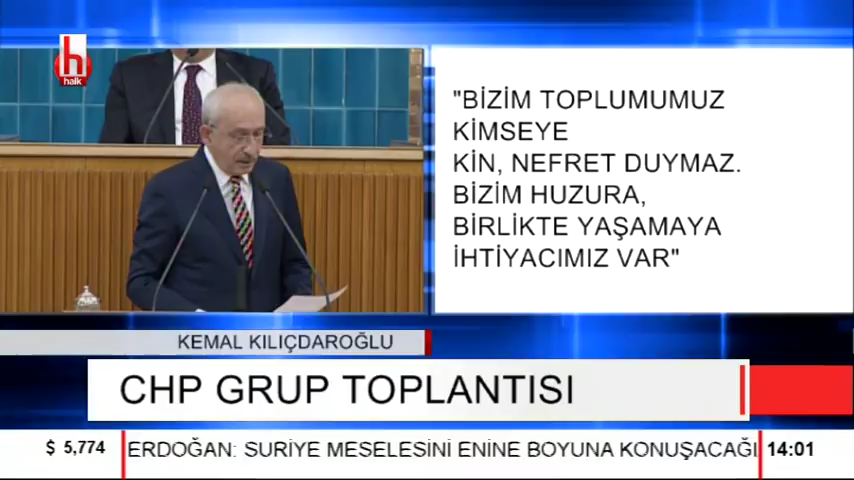 h
halk
"BİZİM TOPLUMUMUZ
KİMSEYE
KİN, NEFRET DUYMAZ.
BİZİM HUZURA,
BİRLİKTE YAŞAMAYA
İHTİYACIMIZ VAR"
KEMAL KILIÇDAROĞLU
CHP GRUP TOPLANTISI
$ 5,774 ERDOĞAN: SURİYE MESELESİNİ ENİNE BOYUNA KONUŞACAĞI 14:01